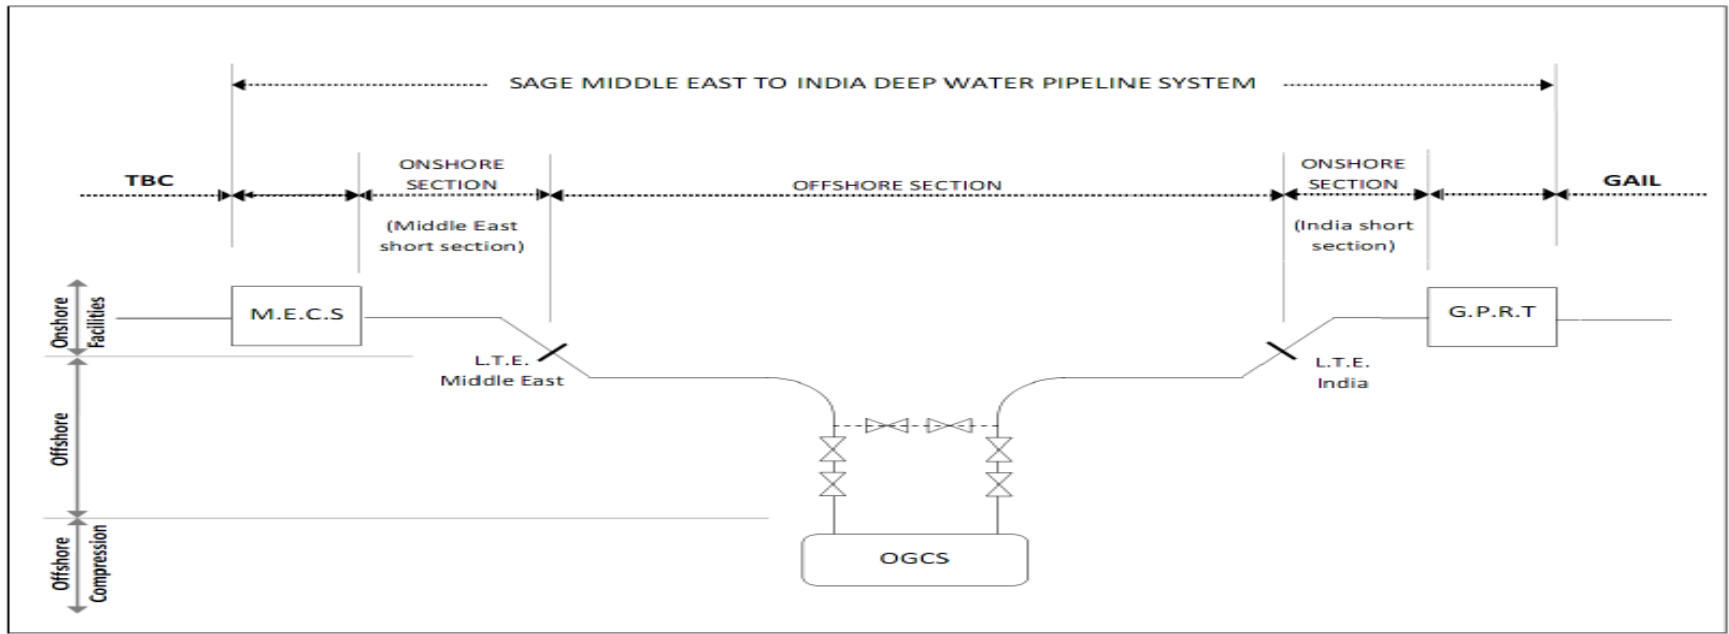 SAGE MIDDLE EAST TO INDIA DEEP WATER PIPELINE SYSTEM
TBC
ONSHORE
SECTION
(Middle East
short section)
OFFSHORE SECTION
ONSHORE
SECTION
(India short
section)
GAIL
Onshore
Facilities
M.E.C.S
G.P.R.T
L.T.E.
Middle East
L.T.E.
India
Offshore
Offshore
Compression
OGCS